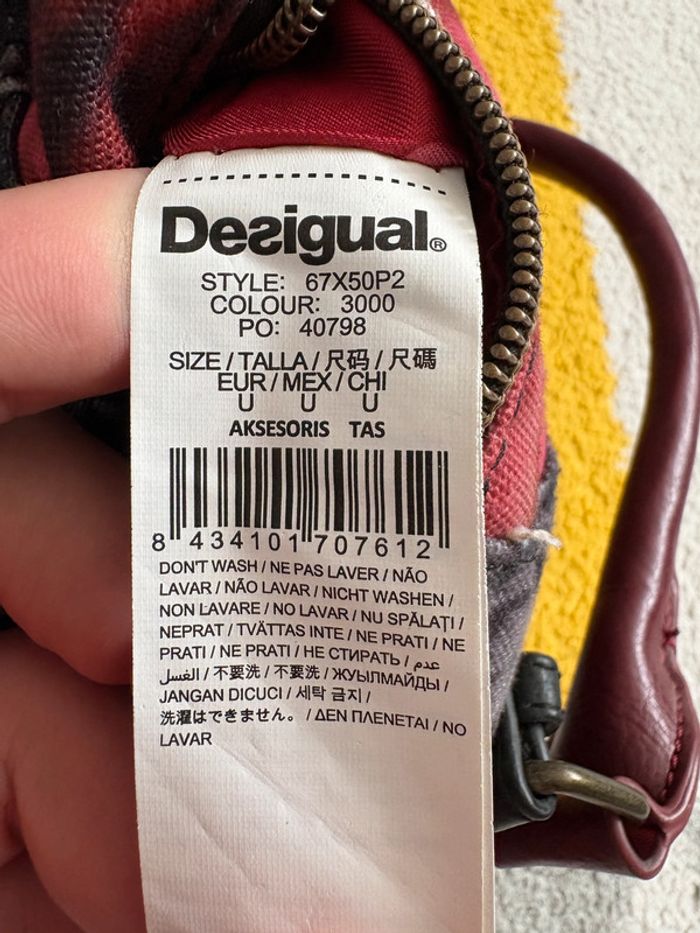 Desigual®
STYLE: 67X50P2
COLOUR: 3000
PO: 40798
SIZE / TALLA / 尺码 / 尺碼
EUR / MEX / CHI
U U U
AKSESORIS TAS
8 434101 707612
DON'T WASH / NE PAS LAVER / NÃO
LAVAR / NÃO LAVAR / NICHT WASHEN /
NON LAVARE / NO LAVAR / NU SPĂLAȚI /
NEPRAT / TVÄTTAS INTE / NE PRATI / NE
PRATI / NE PRATI / НЕ СТИРАТЬ / عدم
الغسل / 不要洗 / 不要洗 / ЖУЫЛМАЙДЫ /
JANGAN DICUCI / 세탁 금지 /
洗濯はできません。 / ΔΕΝ ΠΛΕΝΕΤΑΙ / NO
LAVAR